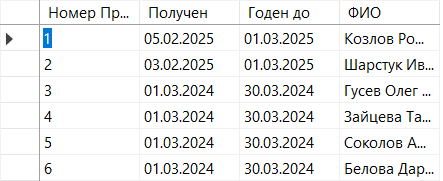 Номер Пр... Получен Годен до ФИО
1 05.02.2025 01.03.2025 Козлов Ро...
2 03.02.2025 01.03.2025 Шарстук Ив...
3 01.03.2024 30.03.2024 Гусев Олег ...
4 01.03.2024 30.03.2024 Зайцева Та...
5 01.03.2024 30.03.2024 Соколов А...
6 01.03.2024 30.03.2024 Белова Дар...